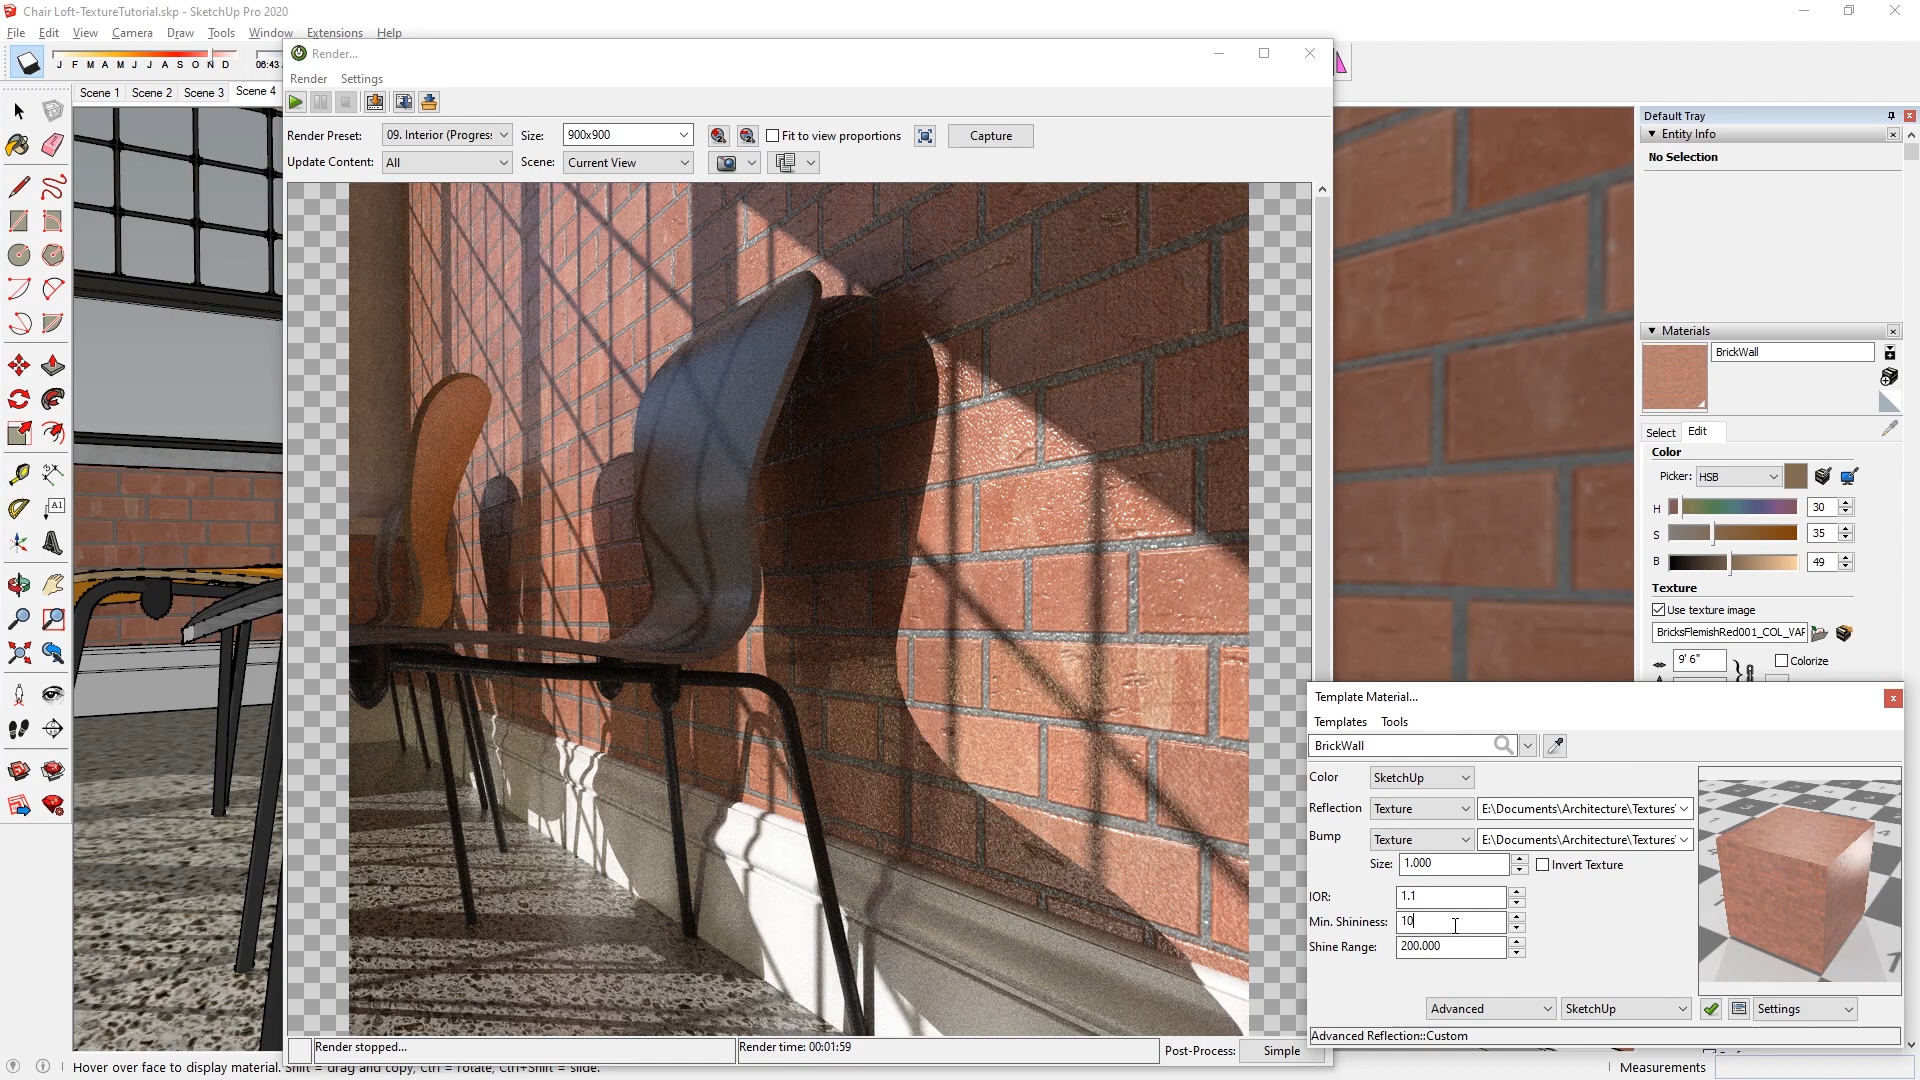 Chair Loft-TextureTutorial.skp - SketchUp Pro 2020
File Edit View Camera Draw Tools Window Extensions Help
J F M A M J J A S O N D
06:43
Scene 1 Scene 2 Scene 3 Scene 4
A1
Render...
Render Settings
Render Preset: 09. Interior (Progres: Size: 900x900 Fit to view proportions Capture
Update Content: All Scene: Current View
Render stopped... Render time: 00:01:59 Post-Process: Simple
Default Tray
Entity Info
No Selection
Materials
BrickWall
Select Edit
Color
Picker: HSB
H 30
S 35
B 49
Texture
Use texture image
BricksFlemishRed001_COL_VAR
9' 6" Colorize
Template Material...
Templates Tools
BrickWall
Color SketchUp
Reflection Texture E:\Documents\Architecture\Textures\
Bump Texture E:\Documents\Architecture\Textures\
Size: 1.000 Invert Texture
IOR: 1.1
Min. Shininess: 10
Shine Range: 200.000
Advanced SketchUp Settings
Advanced Reflection::Custom
Hover over face to display material. Shift = drag and copy, Ctrl = rotate, Ctrl+Shift = slide.
Measurements